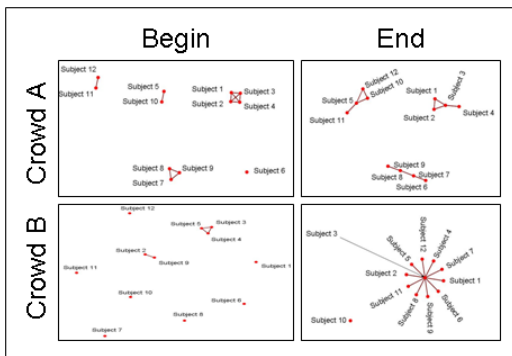 Begin
End
Crowd A
Subject 12
Subject 11
Subject 5
Subject 10
Subject 1
Subject 3
Subject 2
Subject 4
Subject 8
Subject 9
Subject 7
Subject 6
Subject 12
Subject 10
Subject 5
Subject 11
Subject 3
Subject 1
Subject 2
Subject 4
Subject 9
Subject 8
Subject 7
Subject 6
Crowd B
Subject 12
Subject 5
Subject 3
Subject 4
Subject 2
Subject 9
Subject 1
Subject 11
Subject 10
Subject 6
Subject 8
Subject 7
Subject 3
Subject 5
Subject 12
Subject 4
Subject 7
Subject 2
Subject 1
Subject 11
Subject 8
Subject 9
Subject 6
Subject 10